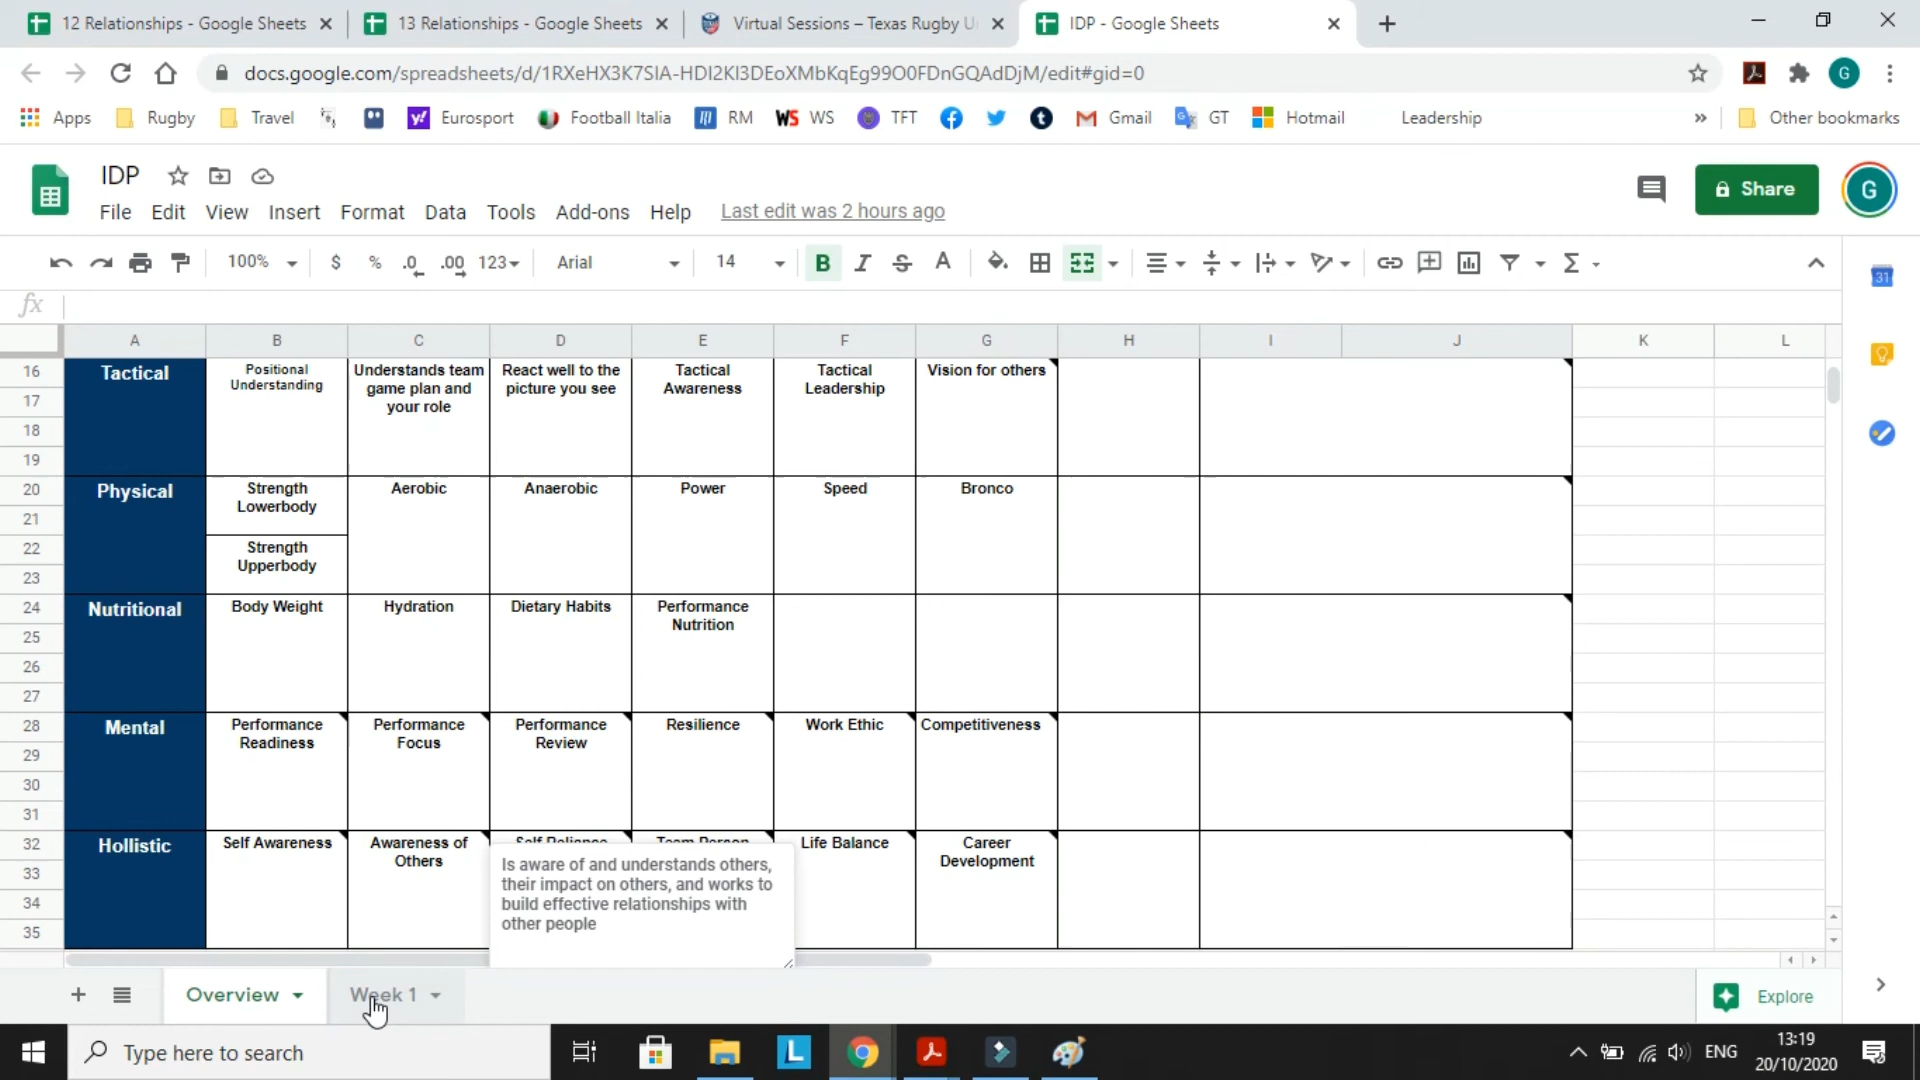 12 Relationships - Google Sheets
13 Relationships - Google Sheets
Virtual Sessions – Texas Rugby U
IDP - Google Sheets
docs.google.com/spreadsheets/d/1RXeHX3K7SIA-HDI2KI3DEoXMbKqEg99O0FDnGQAdDjM/edit#gid=0
Apps
Rugby
Travel
Eurosport
Football Italia
RM
WS
TFT
Gmail
GT
Hotmail
Leadership
Other bookmarks
IDP
Share
G
File Edit View Insert Format Data Tools Add-ons Help Last edit was 2 hours ago
100% $ % .0 .00 123 Arial 14 B I S A
fx
A B C D E F G H I J K L
16
17
18
19
Tactical
Positional
Understanding
Understands team
game plan and
your role
React well to the
picture you see
Tactical
Awareness
Tactical
Leadership
Vision for others
20
21
22
23
Physical
Strength
Lowerbody
Strength
Upperbody
Aerobic
Anaerobic
Power
Speed
Bronco
24
25
26
27
Nutritional
Body Weight
Hydration
Dietary Habits
Performance
Nutrition
28
29
30
31
Mental
Performance
Readiness
Performance
Focus
Performance
Review
Resilience
Work Ethic
Competitiveness
32
33
34
35
Hollistic
Self Awareness
Awareness of
Others
Self Reliance
Team Person
Life Balance
Career
Development
Is aware of and understands others,
their impact on others, and works to
build effective relationships with
other people
Overview
Week 1
Explore
Type here to search
ENG
13:19
20/10/2020